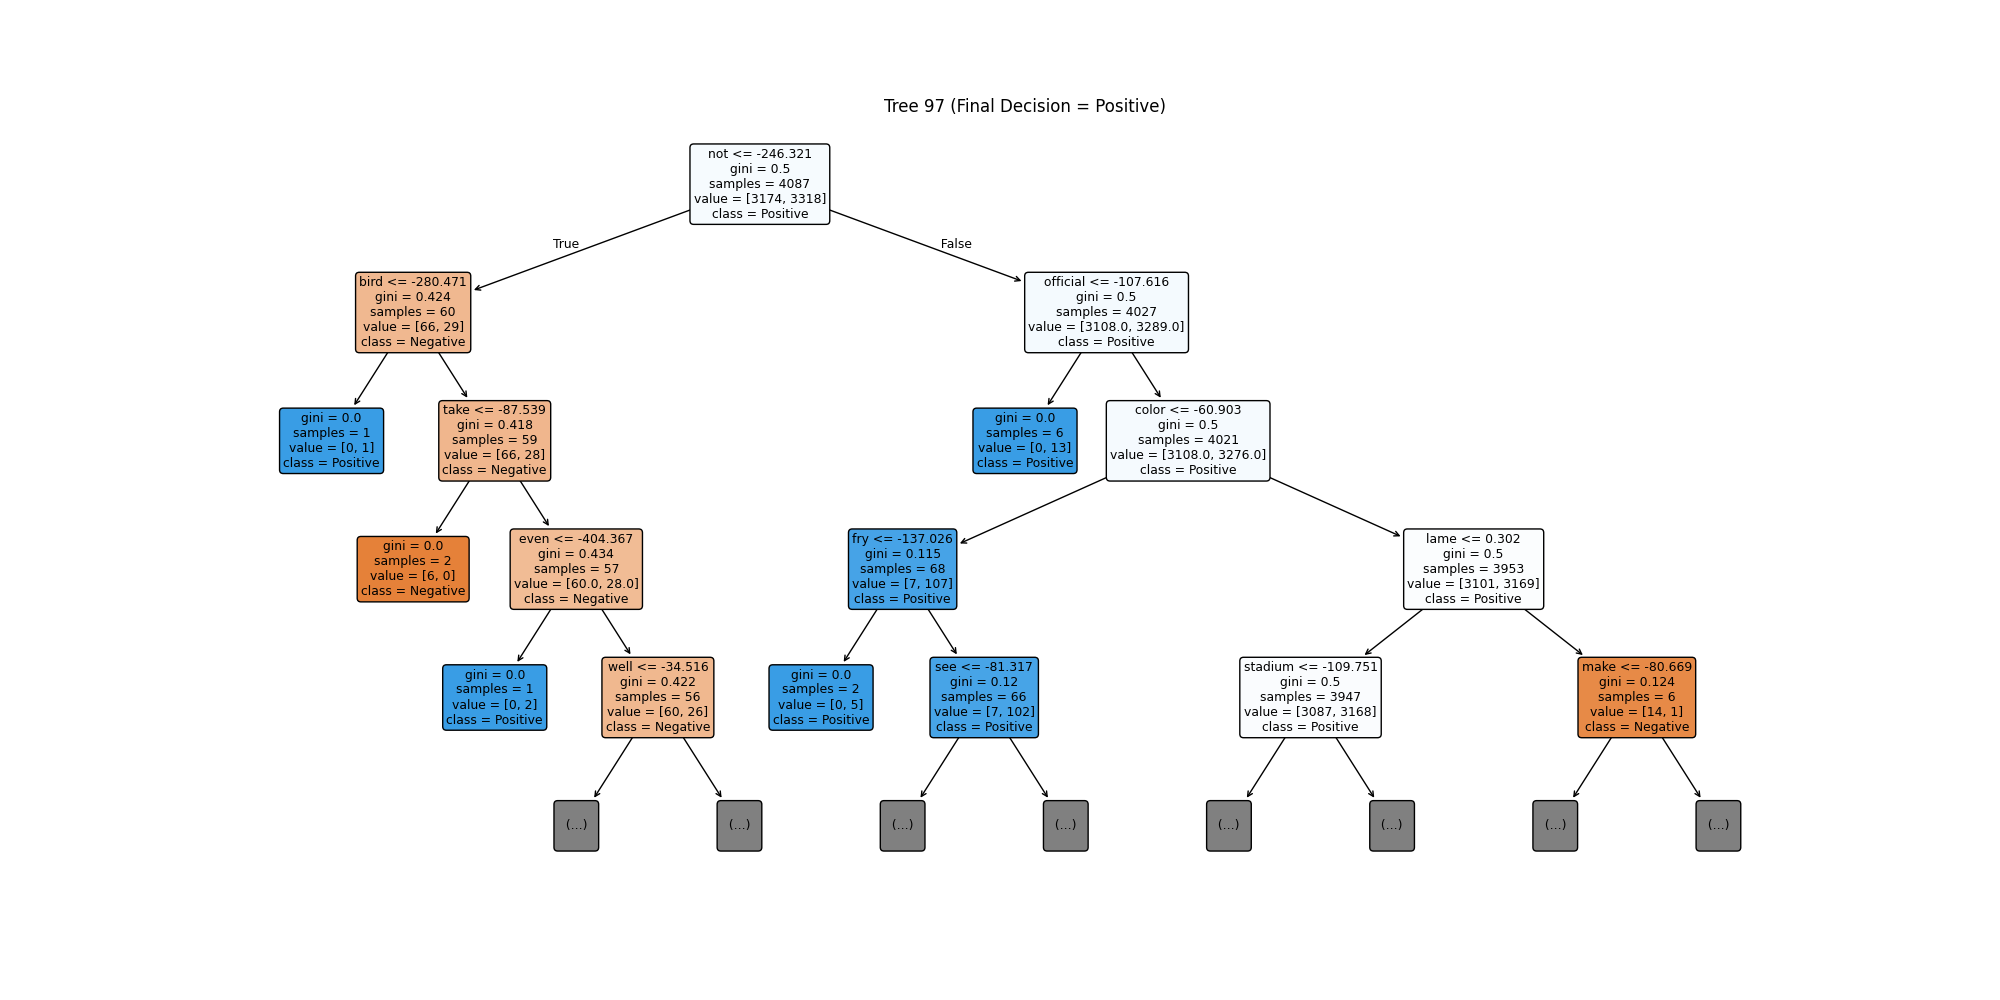 Tree 97 (Final Decision = Positive)
not <= -246.321
gini = 0.5
samples = 4087
value = [3174, 3318]
class = Positive
True
False
bird <= -280.471
gini = 0.424
samples = 60
value = [66, 29]
class = Negative
official <= -107.616
gini = 0.5
samples = 4027
value = [3108.0, 3289.0]
class = Positive
gini = 0.0
samples = 1
value = [0, 1]
class = Positive
take <= -87.539
gini = 0.418
samples = 59
value = [66, 28]
class = Negative
gini = 0.0
samples = 6
value = [0, 13]
class = Positive
color <= -60.903
gini = 0.5
samples = 4021
value = [3108.0, 3276.0]
class = Positive
gini = 0.0
samples = 2
value = [6, 0]
class = Negative
even <= -404.367
gini = 0.434
samples = 57
value = [60.0, 28.0]
class = Negative
fry <= -137.026
gini = 0.115
samples = 68
value = [7, 107]
class = Positive
lame <= 0.302
gini = 0.5
samples = 3953
value = [3101, 3169]
class = Positive
gini = 0.0
samples = 1
value = [0, 2]
class = Positive
well <= -34.516
gini = 0.422
samples = 56
value = [60, 26]
class = Negative
gini = 0.0
samples = 2
value = [0, 5]
class = Positive
see <= -81.317
gini = 0.12
samples = 66
value = [7, 102]
class = Positive
stadium <= -109.751
gini = 0.5
samples = 3947
value = [3087, 3168]
class = Positive
make <= -80.669
gini = 0.124
samples = 6
value = [14, 1]
class = Negative
(...)
(...)
(...)
(...)
(...)
(...)
(...)
(...)